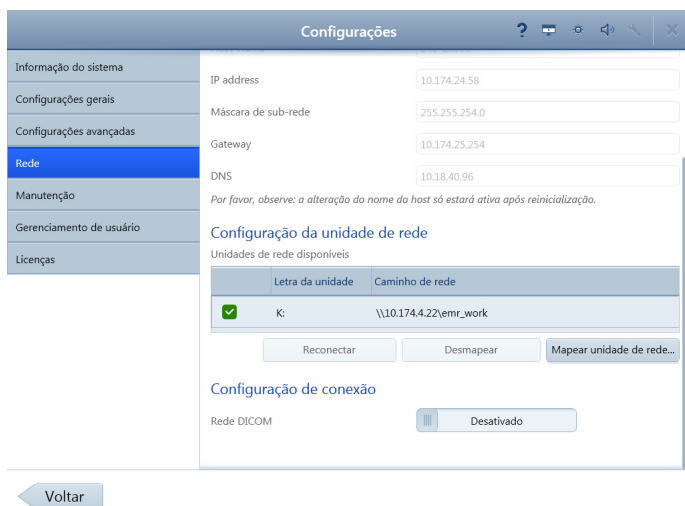 Configurações
?
Informação do sistema
Configurações gerais
Configurações avançadas
Rede
Manutenção
Gerenciamento de usuário
Licenças
IP address 10.174.24.58
Máscara de sub-rede 255.255.254.0
Gateway 10.174.25.254
DNS 10.18.40.96
Por favor, observe: a alteração do nome do host só estará ativa após reinicialização.
Configuração da unidade de rede
Unidades de rede disponíveis
Letra da unidade Caminho de rede
K: \\10.174.4.22\emr_work
Reconectar Desmapear Mapear unidade de rede...
Configuração de conexão
Rede DICOM Desativado
Voltar